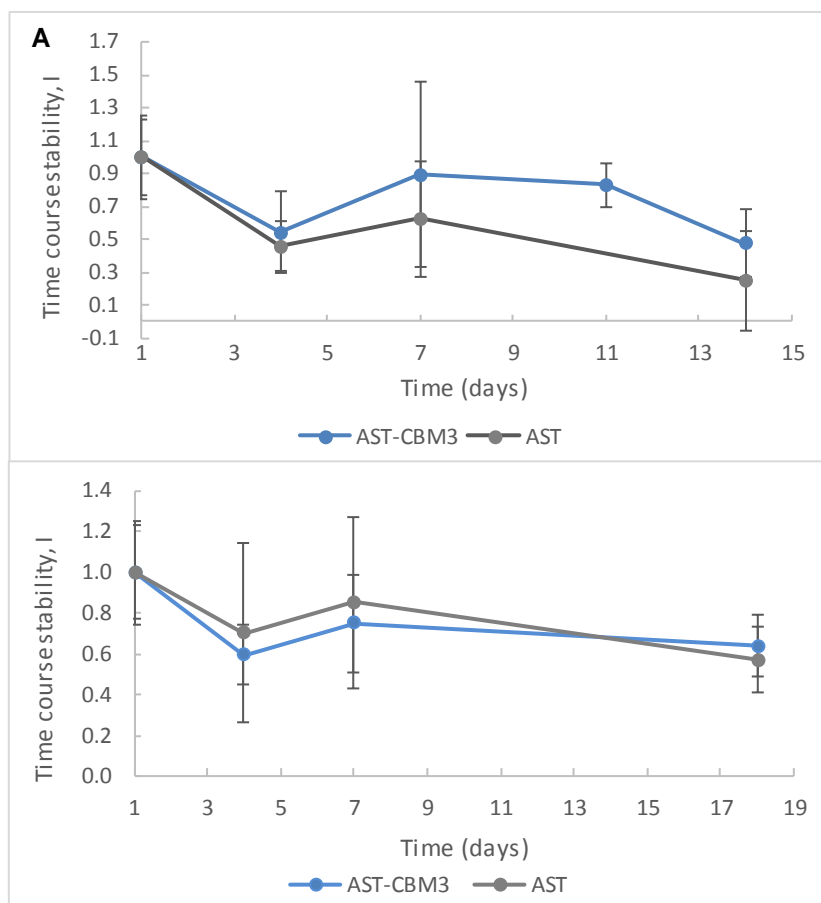 A
Time course stability, I
1.7
1.5
1.3
1.1
0.9
0.7
0.5
0.3
0.1
-0.1
1 3 5 7 9 11 13 15
Time (days)
AST-CBM3 AST
Time course stability, I
1.4
1.2
1.0
0.8
0.6
0.4
0.2
0.0
1 3 5 7 9 11 13 15 17 19
Time (days)
AST-CBM3 AST